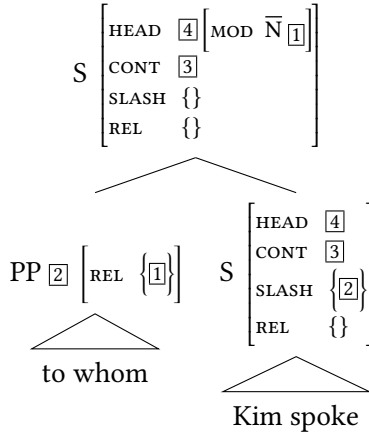 S [HEAD 4 [MOD N̅ 1]
CONT 3
SLASH {}
REL {}]
PP 2 [REL {1}]
S [HEAD 4
CONT 3
SLASH {2}
REL {}]
to whom
Kim spoke